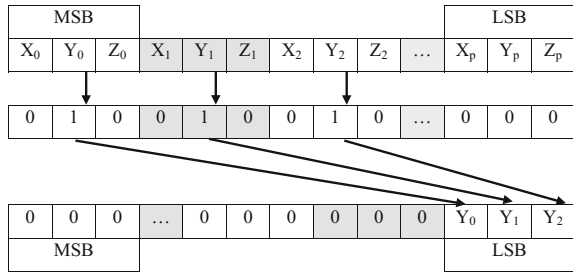 MSB LSB
X0 Y0 Z0 X1 Y1 Z1 X2 Y2 Z2 … Xp Yp Zp
0 1 0 0 1 0 0 1 0 … 0 0 0
0 0 0 … 0 0 0 0 0 0 Y0 Y1 Y2
MSB LSB